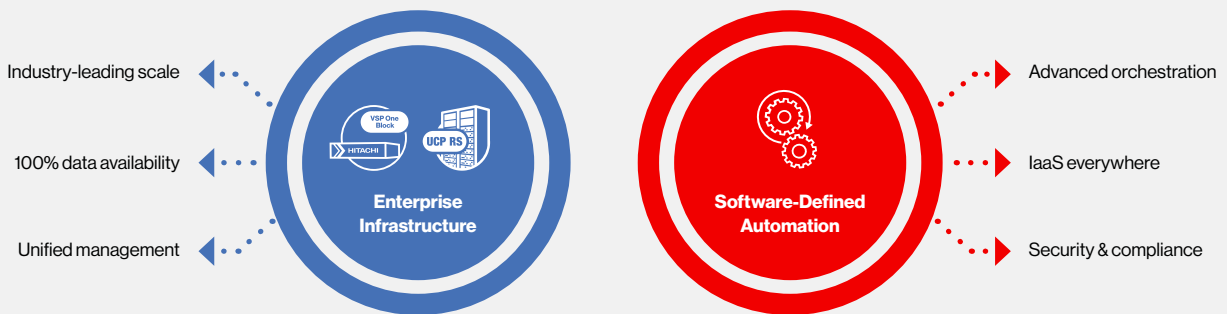 Industry-leading scale
100% data availability
Unified management
VSP One
Block
HITACHI
UCP RS
Enterprise
Infrastructure
Software-Defined
Automation
Advanced orchestration
IaaS everywhere
Security & compliance